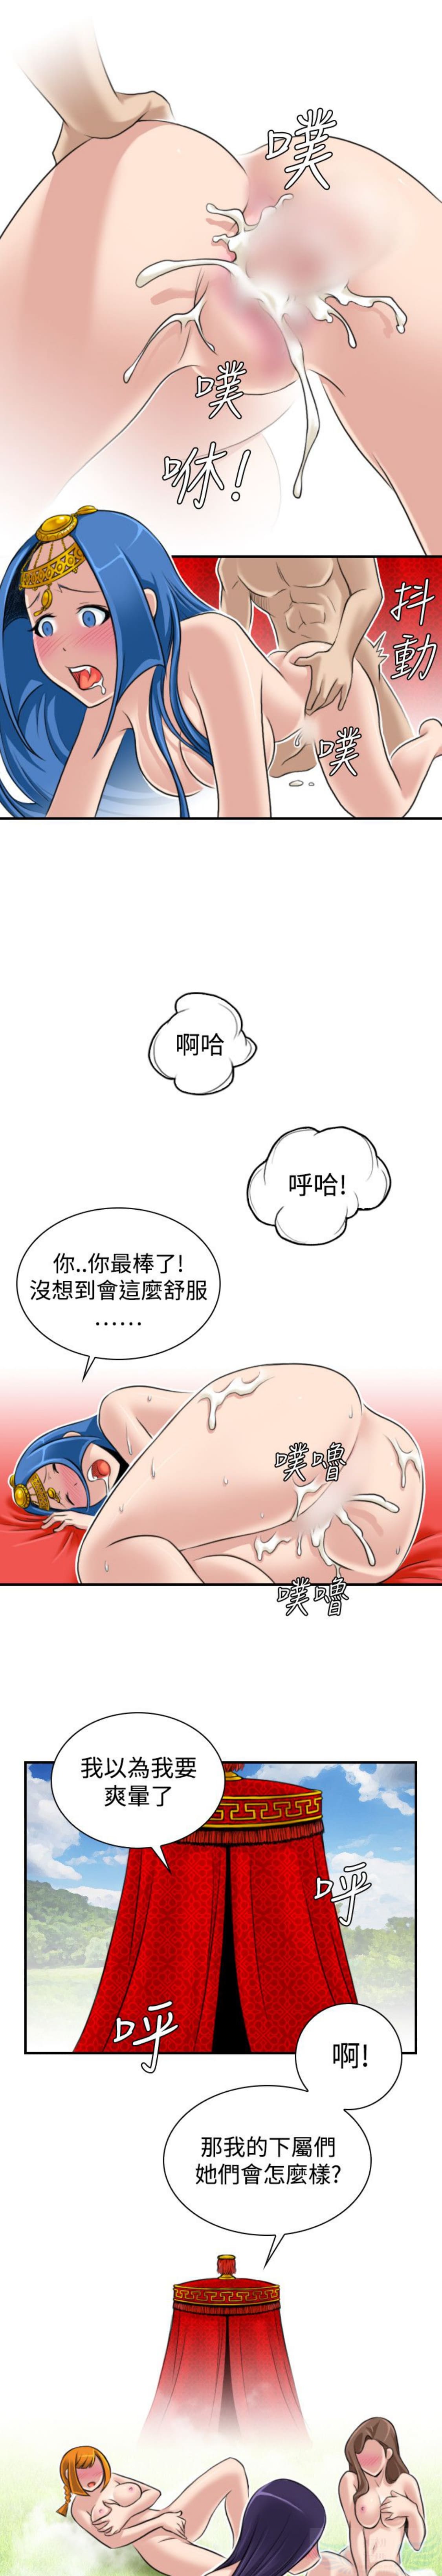 噗
噗
咻!
抖
動
噗
啊哈
呼哈!
你..你最棒了!
沒想到會這麼舒服
......
噗嚕
噗嚕
我以為我要
爽暈了
呼
呼
啊!
那我的下屬們
她們會怎麼樣?